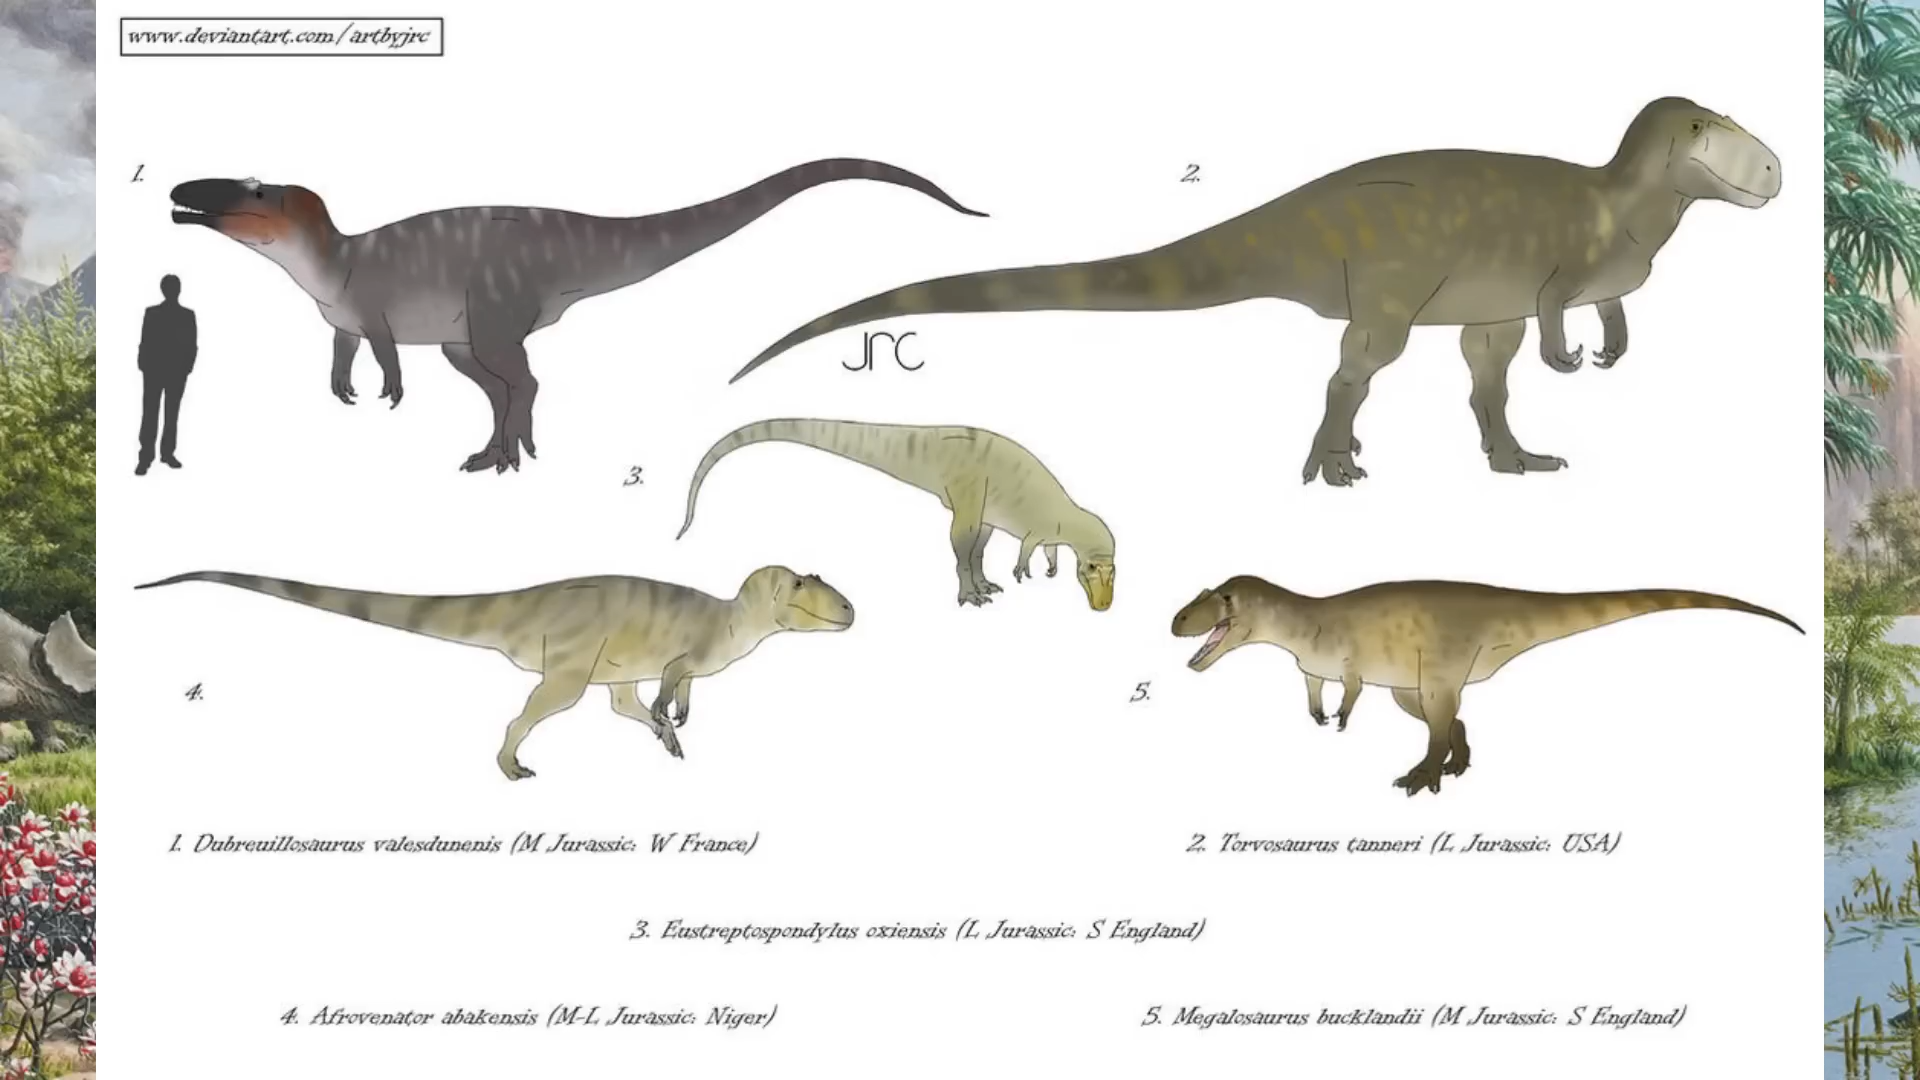 www.deviantart.com/artbyjrc
1.
2.
JrC
3.
4.
5.
1. Dubreuillosaurus valesdunenis (M Jurassic: W France)
2. Torvosaurus tanneri (L Jurassic: USA)
3. Eustreptospondylus oxiensis (L Jurassic: S England)
4. Afrovenator abakensis (M-L Jurassic: Niger)
5. Megalosaurus bucklandii (M Jurassic: S England)